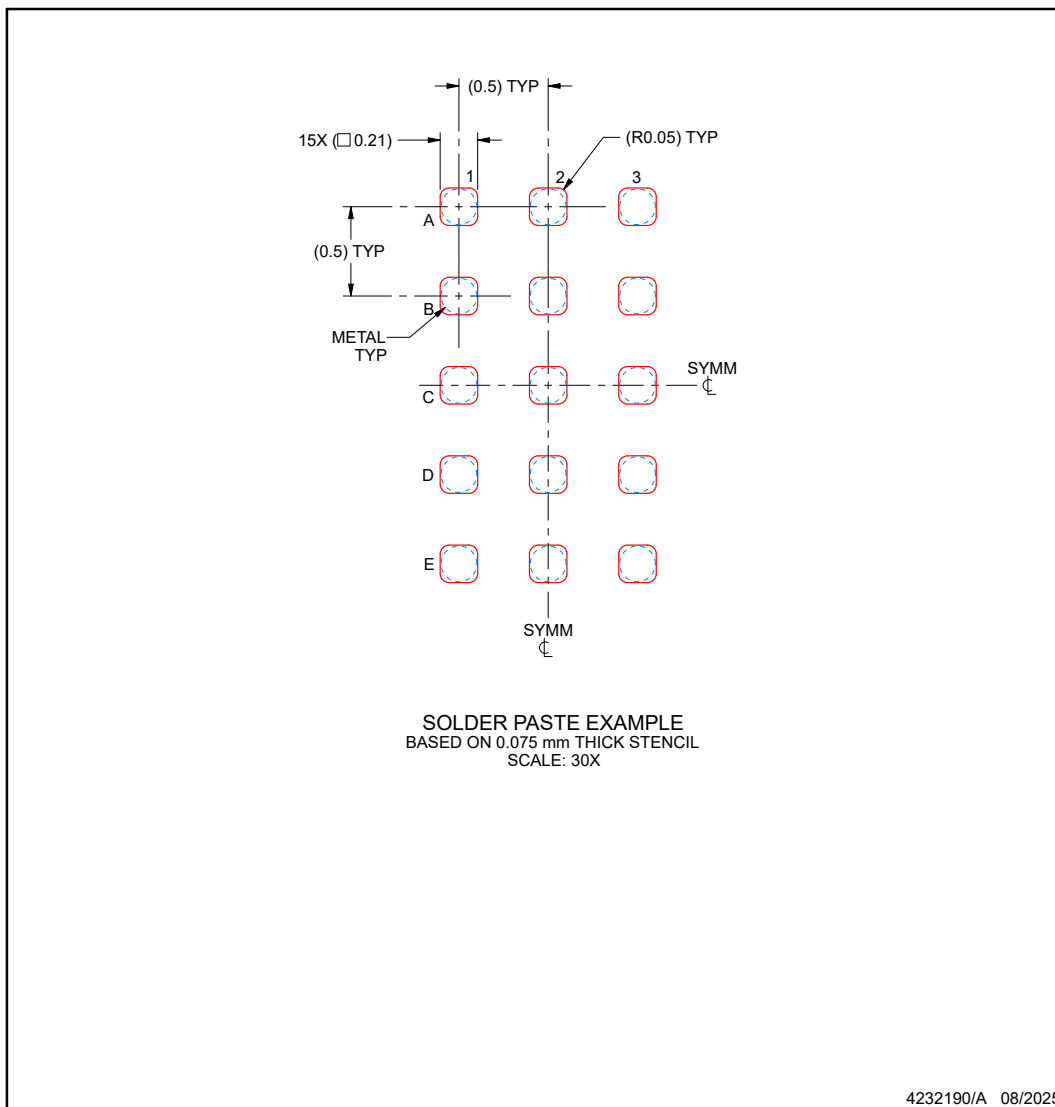 (0.5) TYP
15X (□ 0.21)
(R0.05) TYP
1
2
3
A
(0.5) TYP
B
METAL
TYP
SYMM
℄
C
D
E
SYMM
℄
SOLDER PASTE EXAMPLE
BASED ON 0.075 mm THICK STENCIL
SCALE: 30X
4232190/A 08/2025